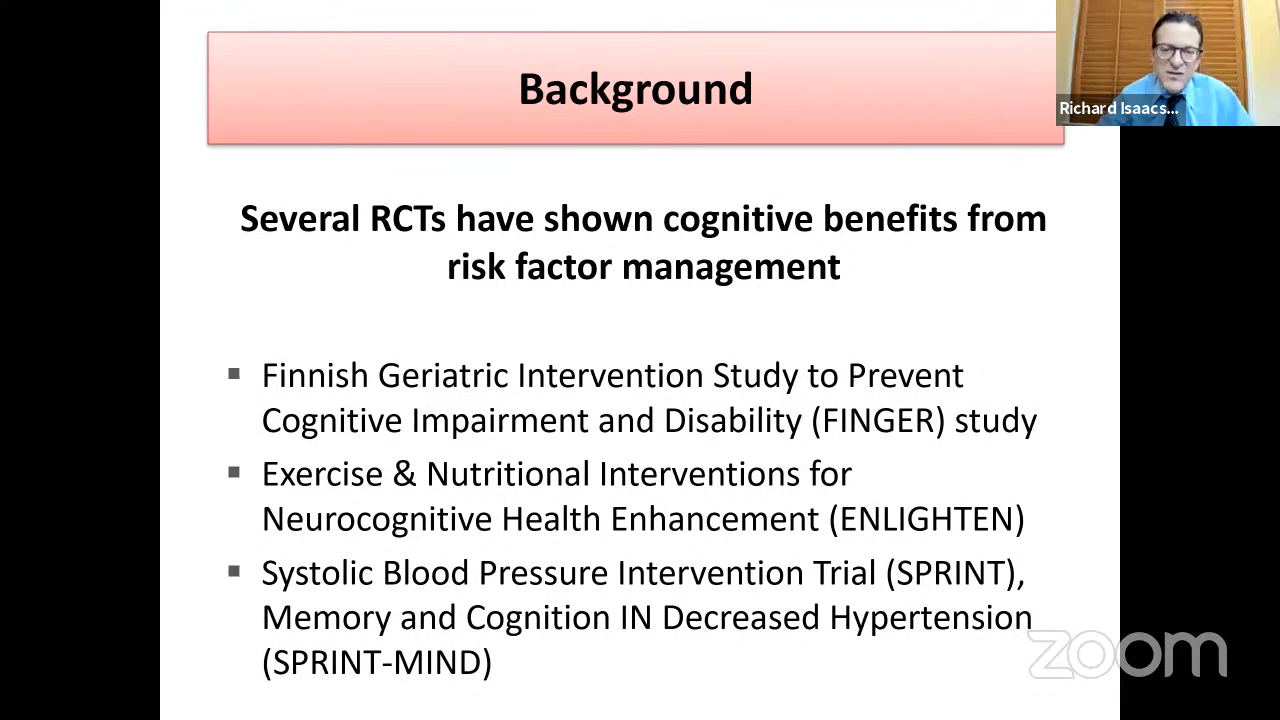 Background
Richard Isaacs...
Several RCTs have shown cognitive benefits from
risk factor management
▪ Finnish Geriatric Intervention Study to Prevent
Cognitive Impairment and Disability (FINGER) study
▪ Exercise & Nutritional Interventions for
Neurocognitive Health Enhancement (ENLIGHTEN)
▪ Systolic Blood Pressure Intervention Trial (SPRINT),
Memory and Cognition IN Decreased Hypertension
(SPRINT-MIND)
zoom